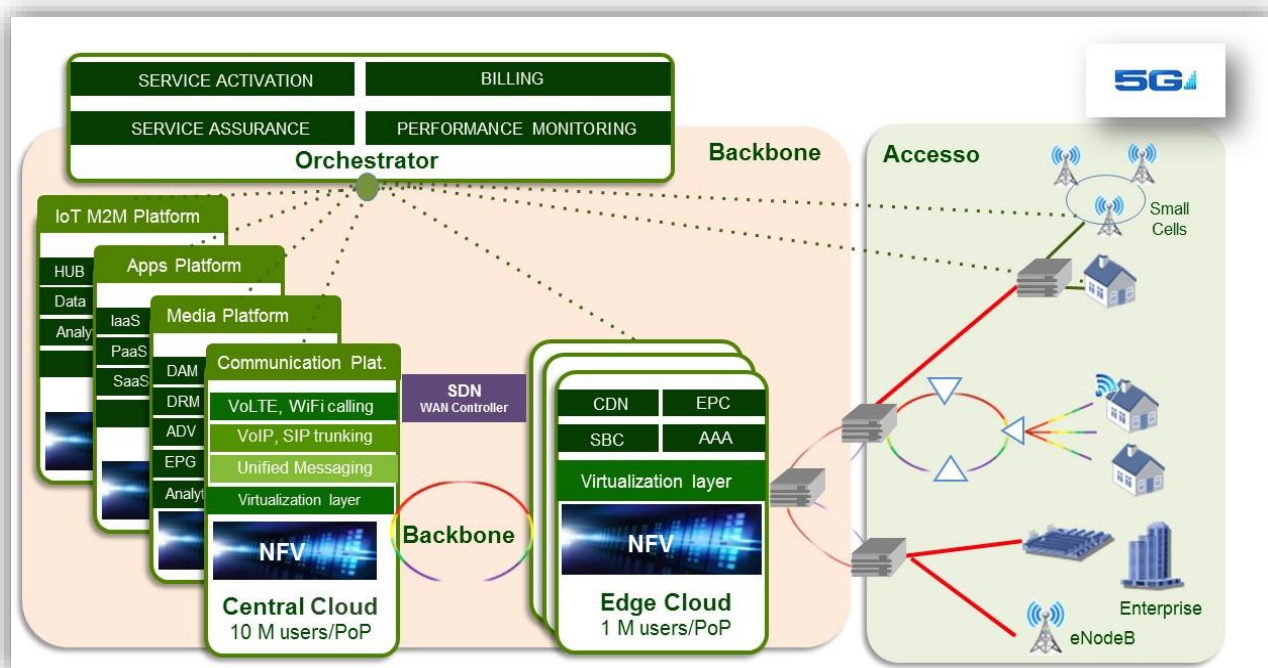 5G
SERVICE ACTIVATION
BILLING
SERVICE ASSURANCE
PERFORMANCE MONITORING
Orchestrator
Backbone
Accesso
Small
Cells
IoT M2M Platform
HUB
Data
Analyt
Apps Platform
IaaS
PaaS
SaaS
Media Platform
DAM
DRM
ADV
EPG
Analyt
Communication Plat.
VoLTE, WiFi calling
VoIP, SIP trunking
Unified Messaging
Virtualization layer
NFV
Central Cloud
10 M users/PoP
SDN
WAN Controller
Backbone
CDN
EPC
SBC
AAA
Virtualization layer
NFV
Edge Cloud
1 M users/PoP
Enterprise
eNodeB